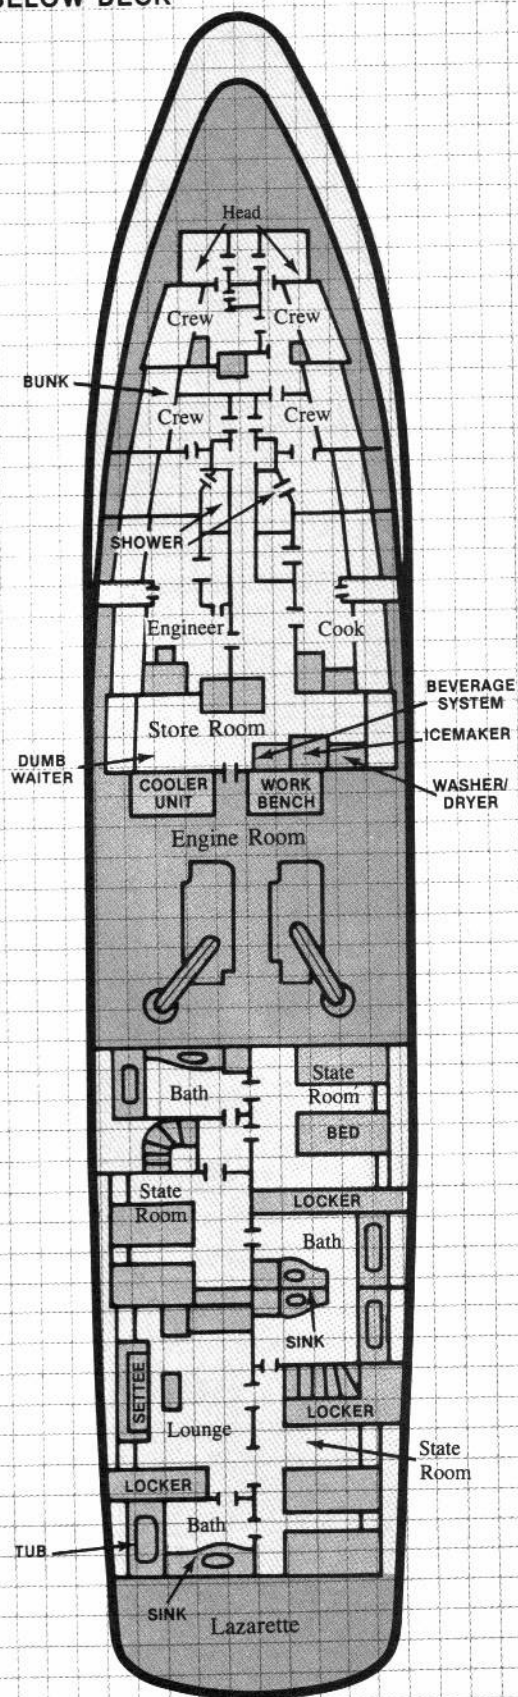 BELOW DECK
Head
Crew
Crew
BUNK
Crew
Crew
SHOWER
Engineer
Cook
BEVERAGE
SYSTEM
Store Room
ICEMAKER
DUMB
WAITER
COOLER
UNIT
WORK
BENCH
WASHER/
DRYER
Engine Room
State
Room
Bath
BED
State
Room
LOCKER
Bath
SINK
SETTEE
LOCKER
Lounge
State
Room
LOCKER
Bath
TUB
SINK
Lazarette